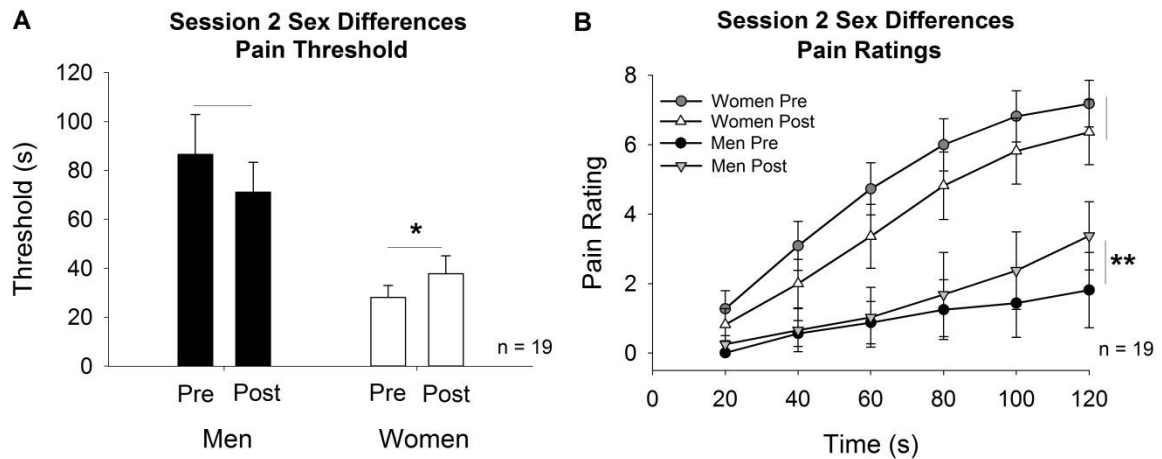 A
Session 2 Sex Differences
Pain Threshold
Threshold (s)
120
100
80
60
40
20
0
*
n = 19
Pre
Post
Pre
Post
Men
Women
B
Session 2 Sex Differences
Pain Ratings
Pain Rating
8
6
4
2
0
Women Pre
Women Post
Men Pre
Men Post
**
n = 19
0
20
40
60
80
100
120
Time (s)